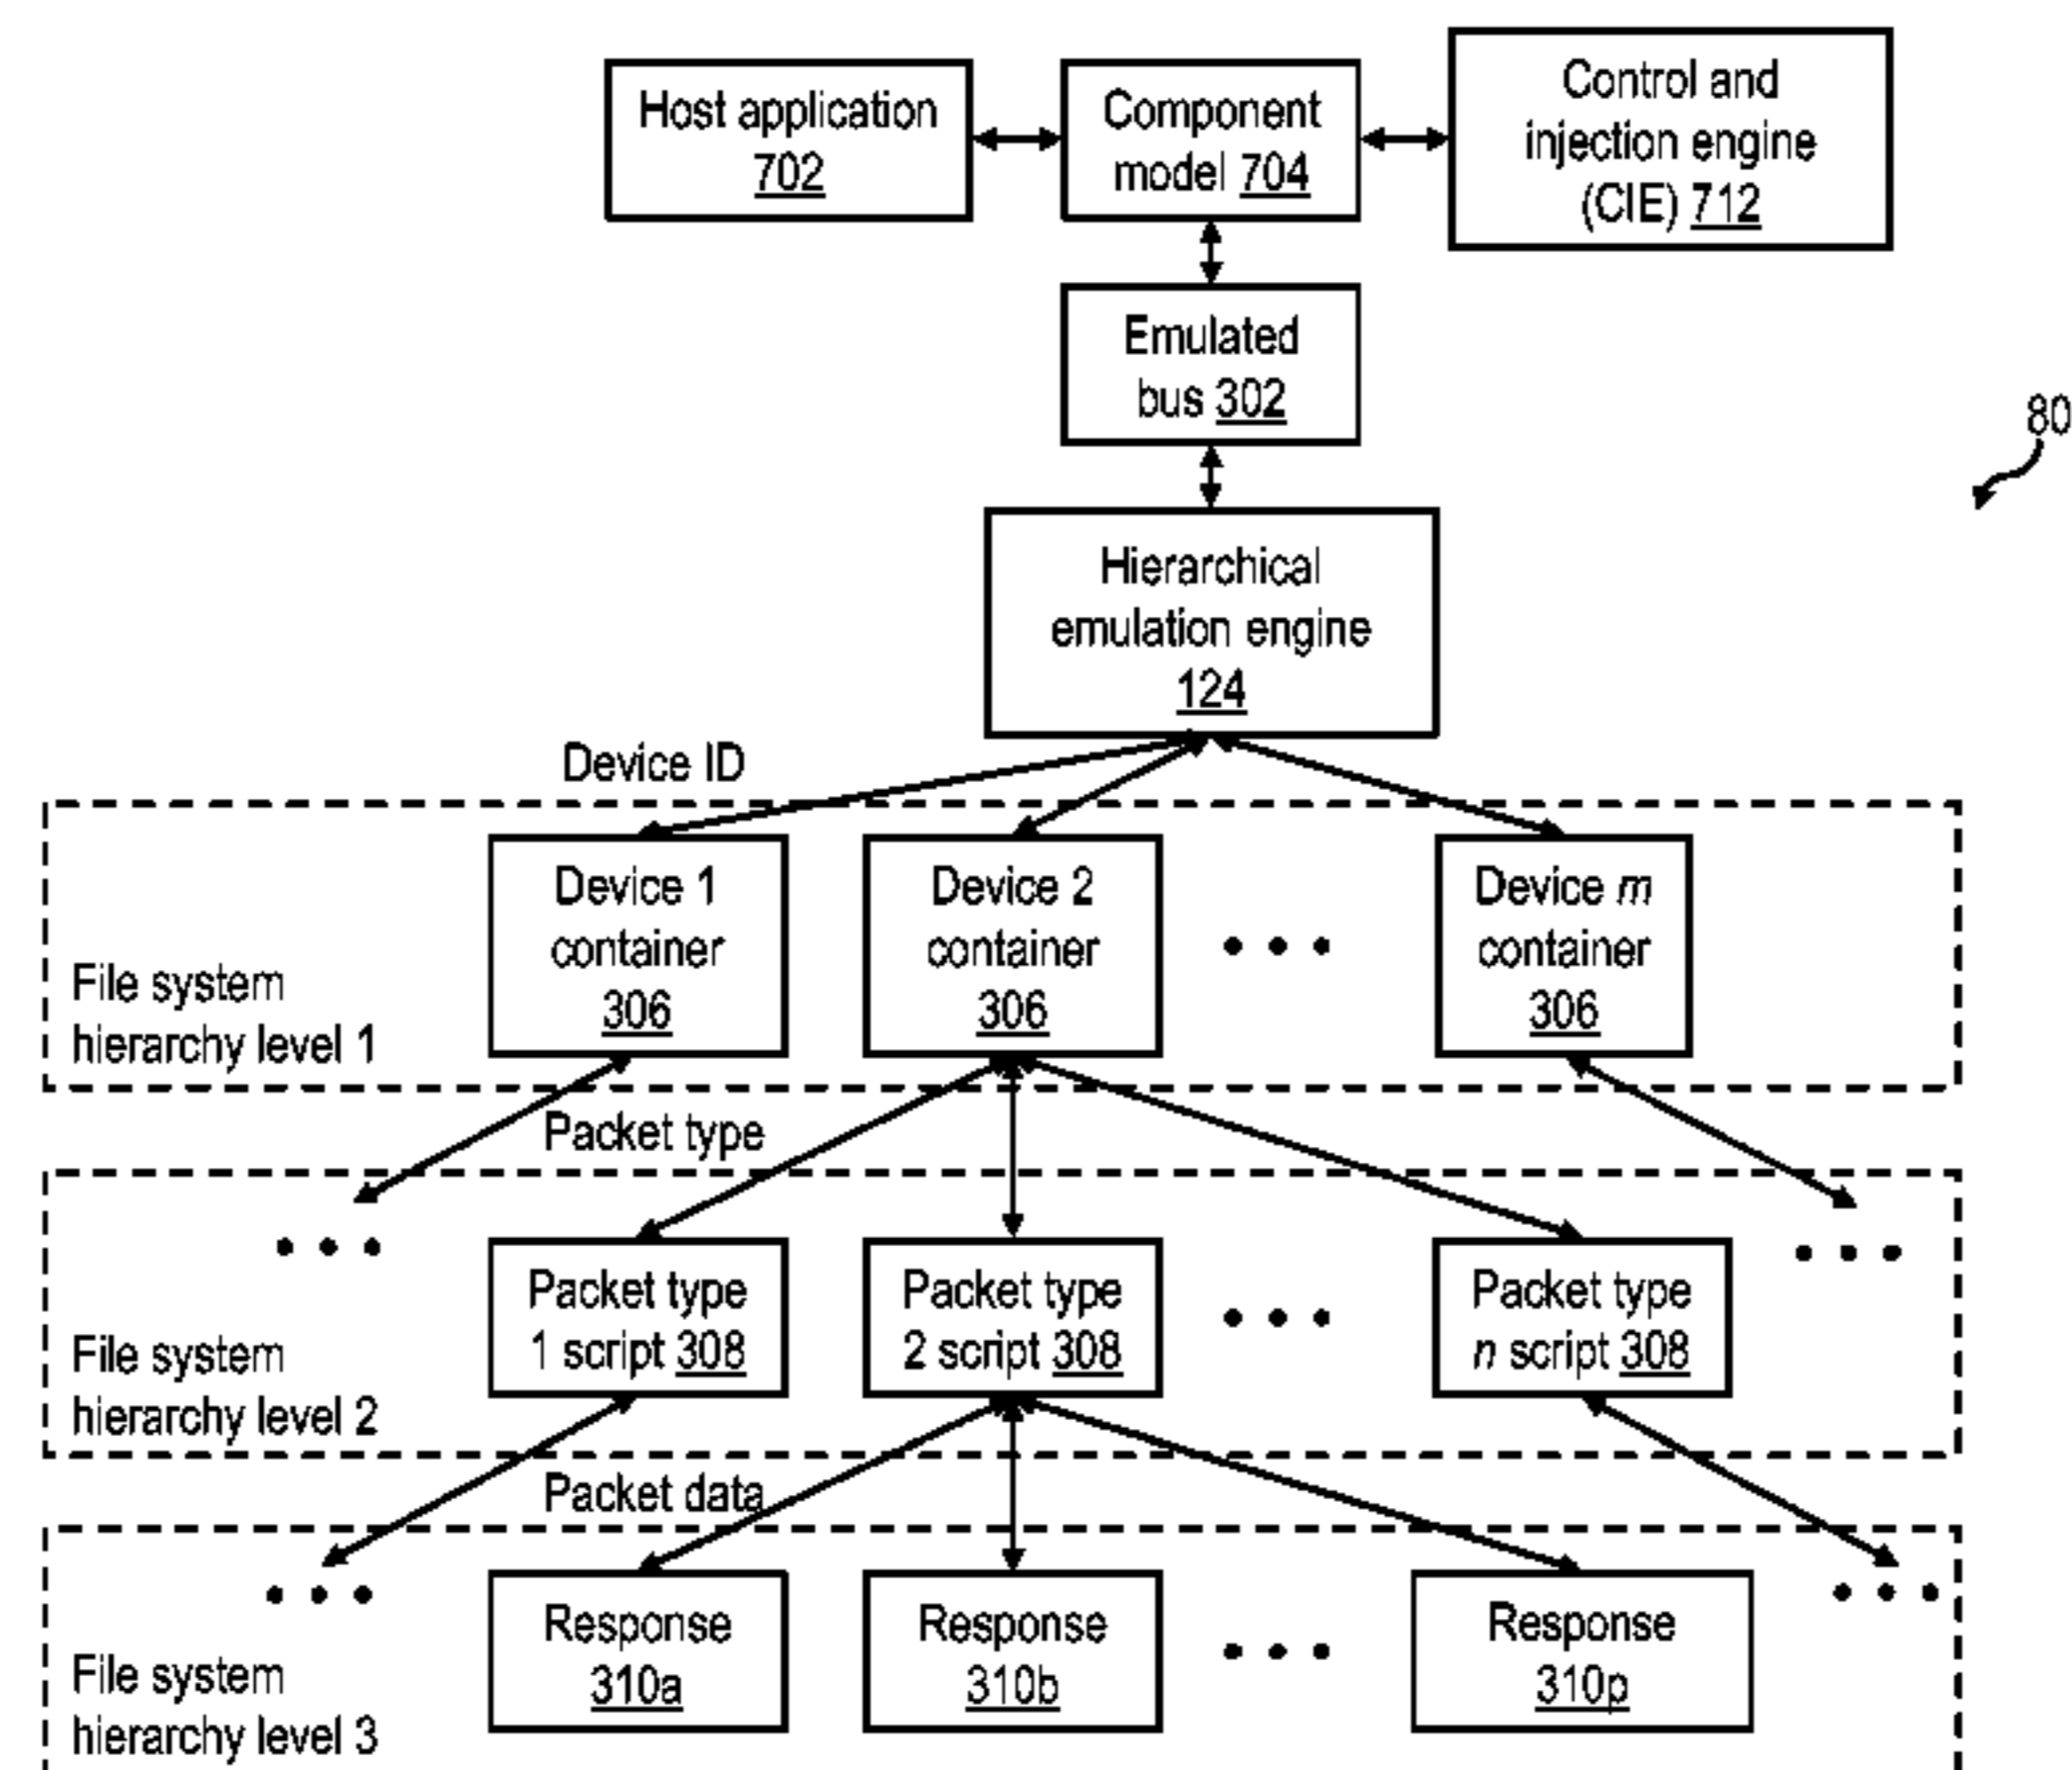 Host application
702
Component
model 704
Control and
injection engine
(CIE) 712
Emulated
bus 302
80
Hierarchical
emulation engine
124
Device ID
Device 1
container
306
Device 2
container
306
Device m
container
306
File system
hierarchy level 1
Packet type
Packet type
1 script 308
Packet type
2 script 308
Packet type
n script 308
File system
hierarchy level 2
Packet data
Response
310a
Response
310b
Response
310p
File system
hierarchy level 3